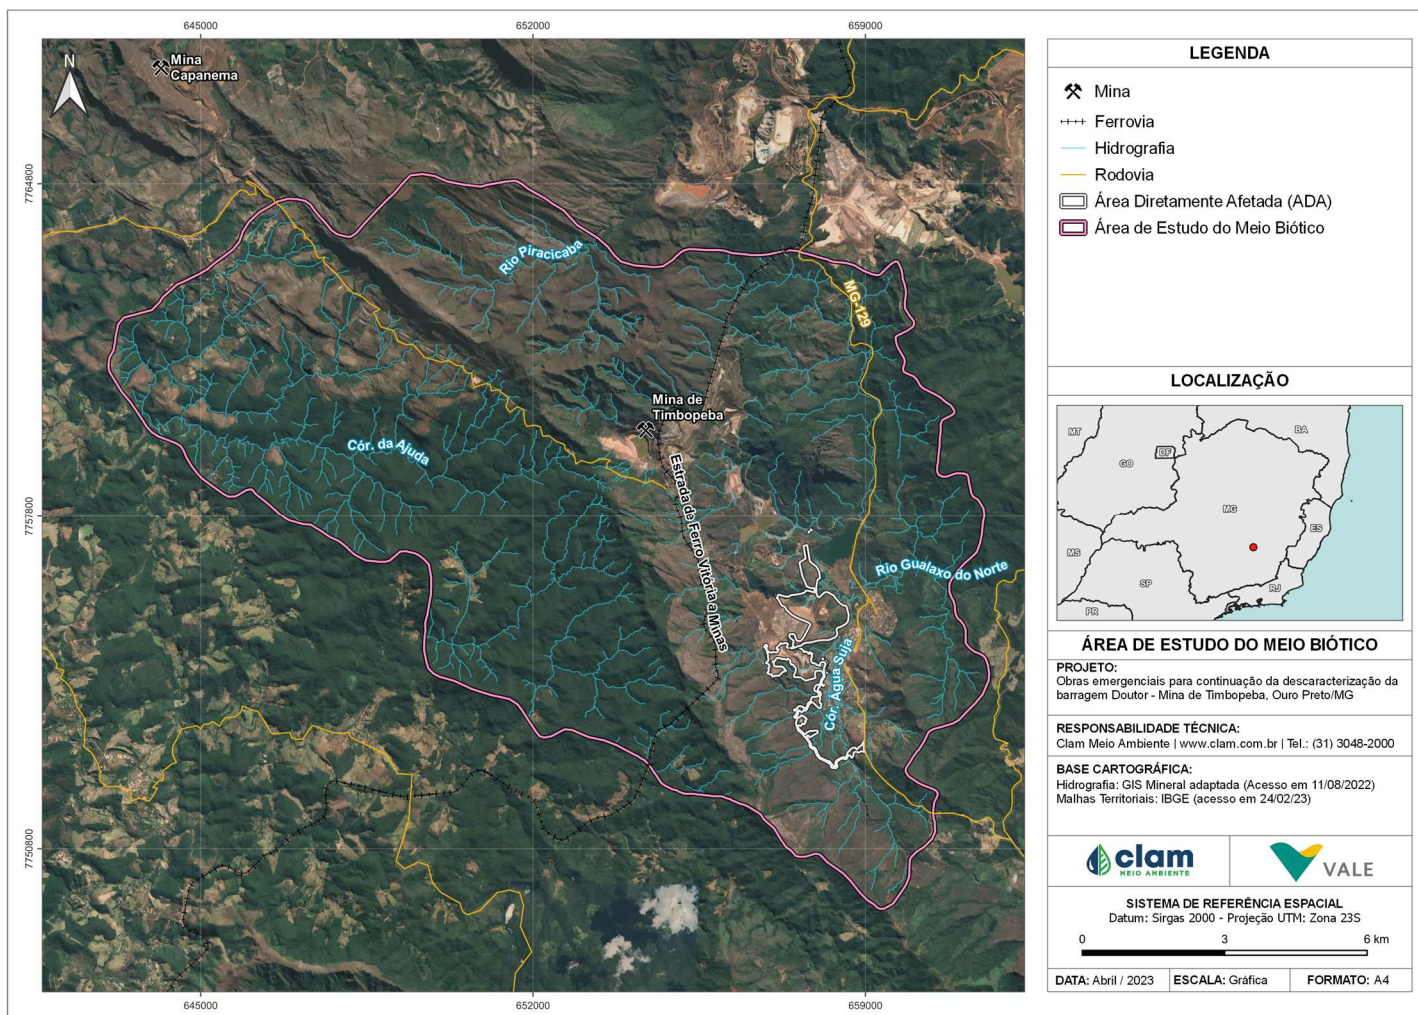 645000
652000
659000
N
Mina
Capanema
7764800
7757800
7750800
Rio Piracicaba
MG-129
Mina de
Timbopeba
Cór. da Ajuda
Estrada de Ferro Vitória a Minas
Rio Gualaxo do Norte
Cór. Água Suja
645000
652000
659000
LEGENDA
Mina
Ferrovia
Hidrografia
Rodovia
Área Diretamente Afetada (ADA)
Área de Estudo do Meio Biótico
LOCALIZAÇÃO
MT
BA
DF
GO
MG
ES
MS
SP
RJ
PR
ÁREA DE ESTUDO DO MEIO BIÓTICO
PROJETO:
Obras emergenciais para continuação da descaracterização da
barragem Doutor - Mina de Timbopeba, Ouro Preto/MG
RESPONSABILIDADE TÉCNICA:
Clam Meio Ambiente | www.clam.com.br | Tel.: (31) 3048-2000
BASE CARTOGRÁFICA:
Hidrografia: GIS Mineral adaptada (Acesso em 11/08/2022)
Malhas Territoriais: IBGE (acesso em 24/02/23)
clam
MEIO AMBIENTE
VALE
SISTEMA DE REFERÊNCIA ESPACIAL
Datum: Sirgas 2000 - Projeção UTM: Zona 23S
0 3 6 km
DATA: Abril / 2023 ESCALA: Gráfica FORMATO: A4